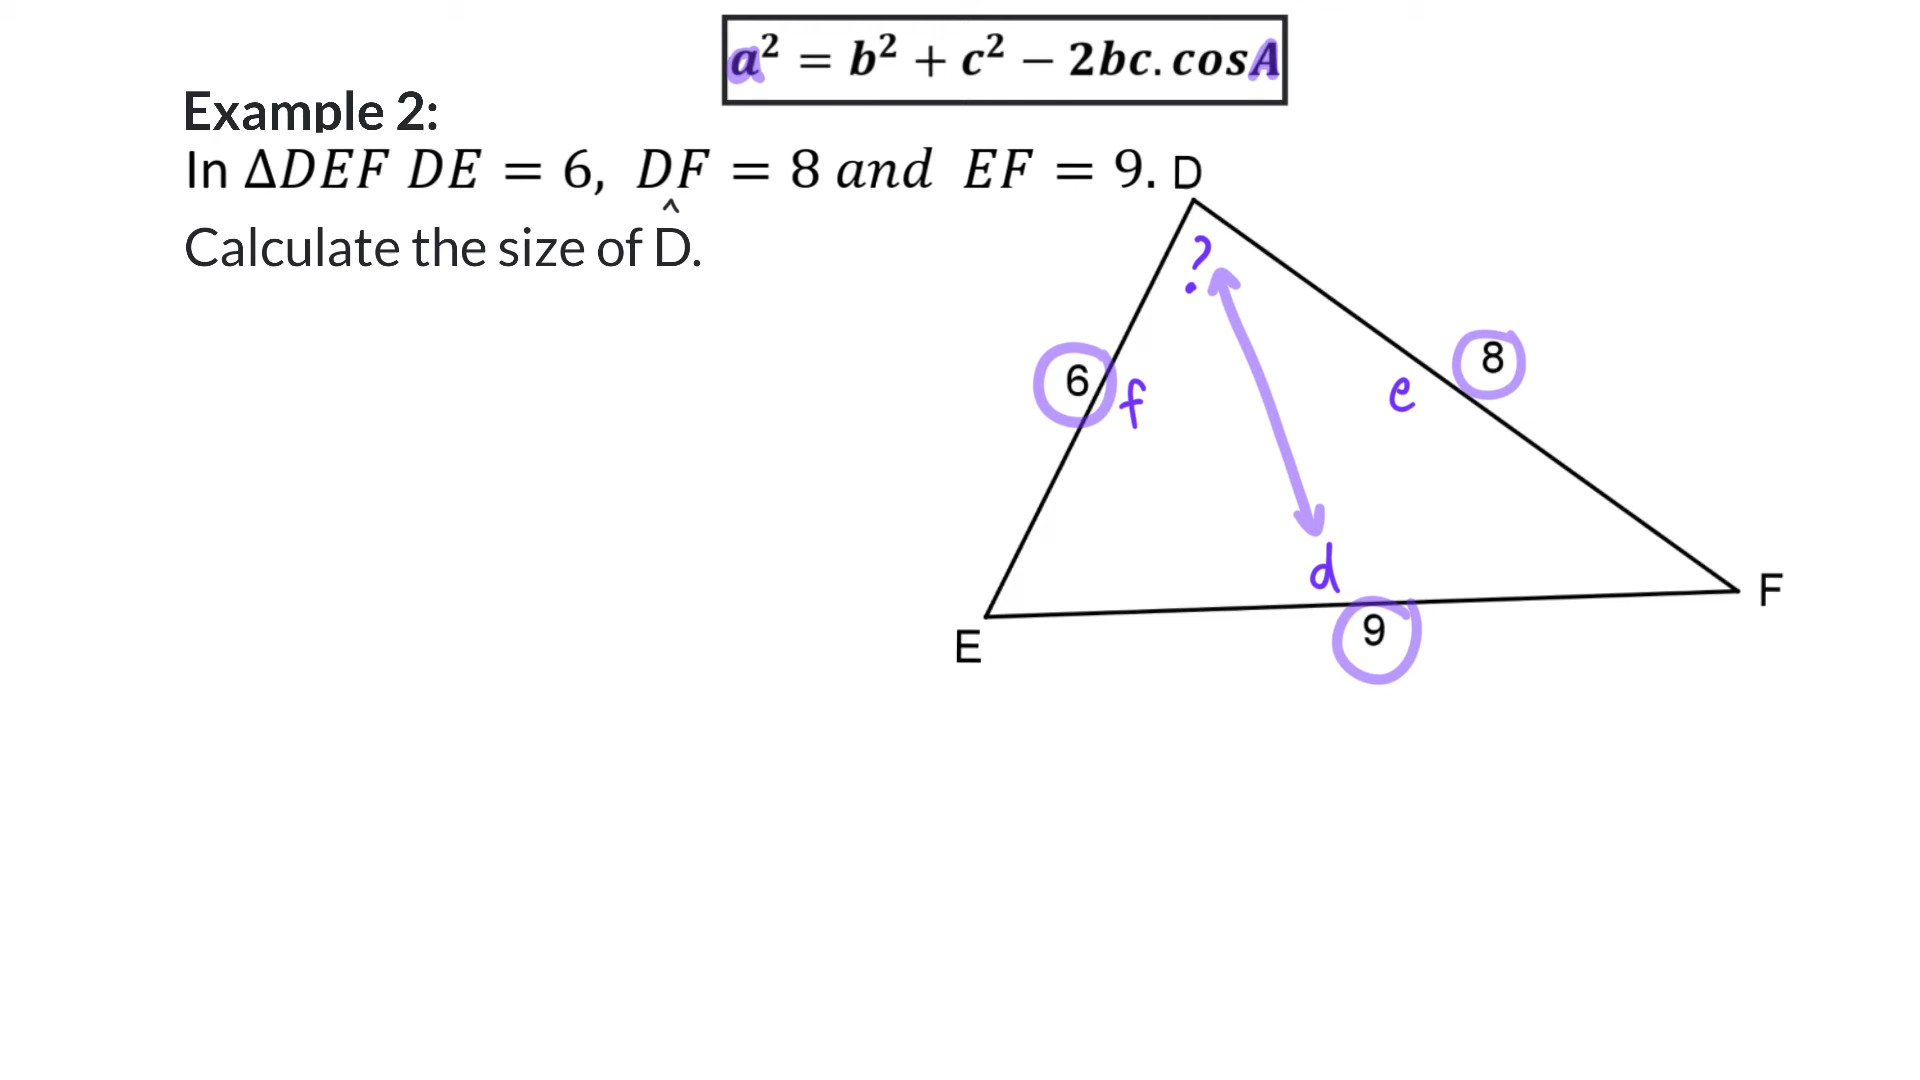 a² = b² + c² − 2bc.cosA
Example 2:
In ΔDEF DE = 6, DF = 8 and EF = 9.
Calculate the size of D̂.
D
?
6
f
e
8
d
9
E
F